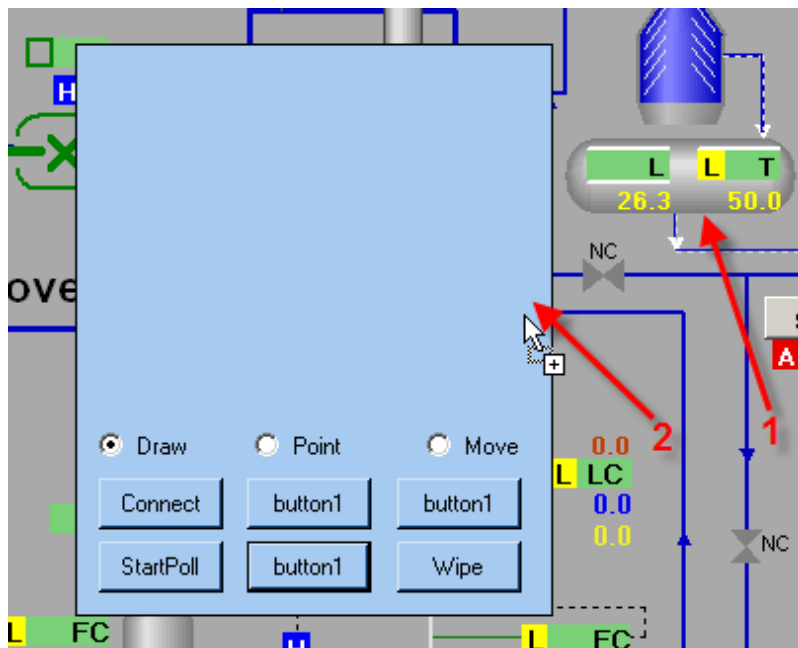 H
L L T
26.3 50.0
NC
ove
s
A
2 1
Draw Point Move
0.0
L LC
Connect button1 button1
0.0
0.0
NC
StartPoll button1 Wipe
L FC
H
L FC